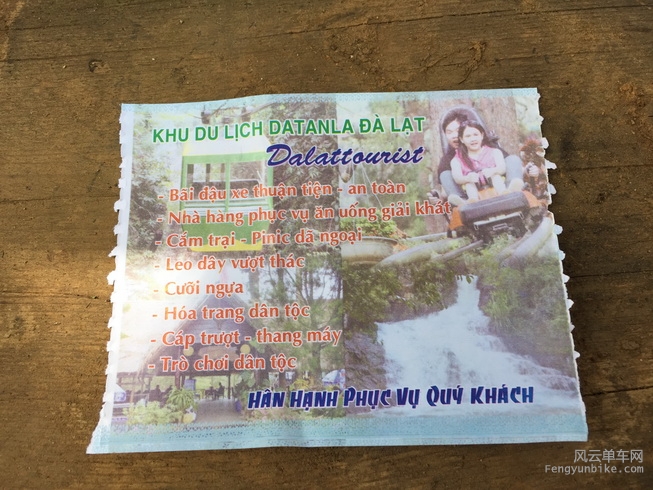 KHU DU LỊCH DATANLA ĐÀ LẠT
Dalattourist
- Bãi đậu xe thuận tiện - an toàn
- Nhà hàng phục vụ ăn uống giải khát
- Cắm trại - Pinic dã ngoại
- Leo dây vượt thác
- Cưỡi ngựa
- Hóa trang dân tộc
- Cáp trượt - thang máy
- Trò chơi dân tộc
HÂN HẠNH PHỤC VỤ QUÝ KHÁCH
风云单车网
Fengyunbike.com